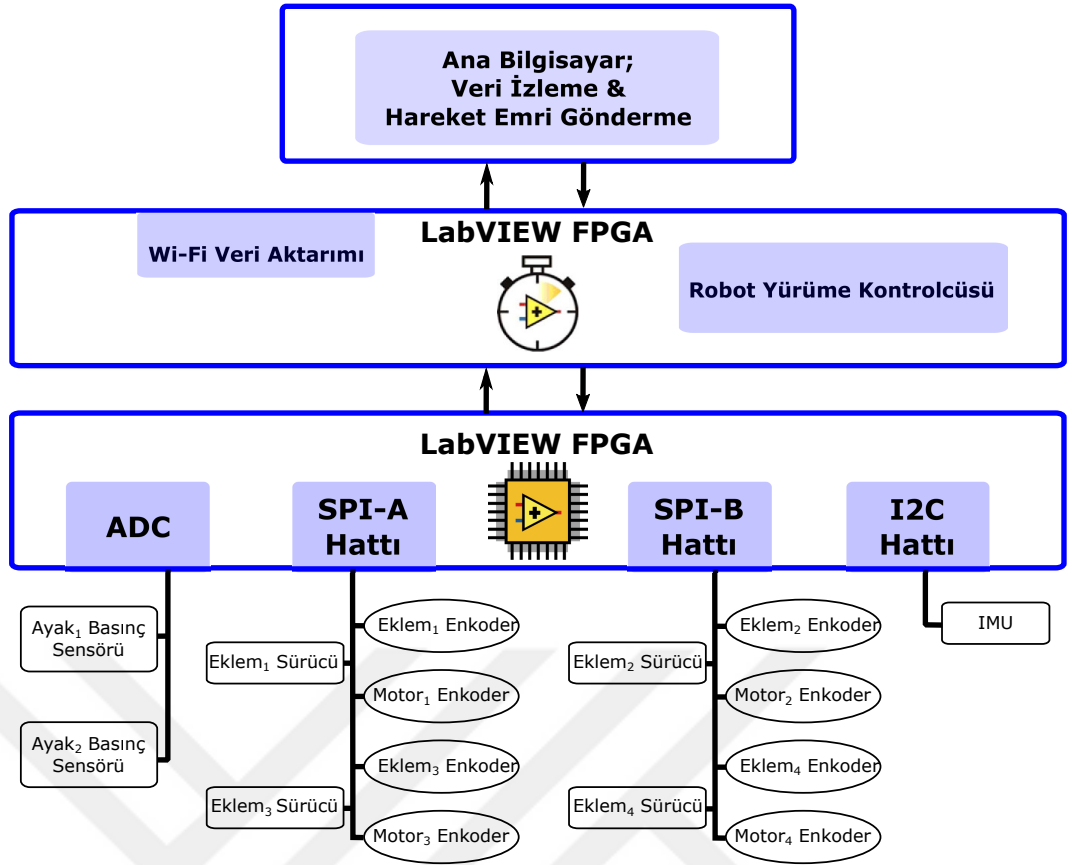 Ana Bilgisayar;
Veri İzleme &
Hareket Emri Gönderme
LabVIEW FPGA
Wi-Fi Veri Aktarımı
Robot Yürüme Kontrolcüsü
LabVIEW FPGA
ADC
SPI-A
Hattı
SPI-B
Hattı
I2C
Hattı
Ayak₁ Basınç
Sensörü
Ayak₂ Basınç
Sensörü
Eklem₁ Enkoder
Eklem₁ Sürücü
Motor₁ Enkoder
Eklem₃ Enkoder
Eklem₃ Sürücü
Motor₃ Enkoder
Eklem₂ Enkoder
Eklem₂ Sürücü
Motor₂ Enkoder
Eklem₄ Enkoder
Eklem₄ Sürücü
Motor₄ Enkoder
IMU